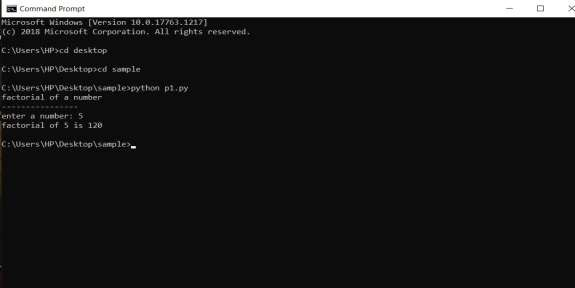 Command Prompt
Microsoft Windows [Version 10.0.17763.1217]
(c) 2018 Microsoft Corporation. All rights reserved.
C:\Users\HP>cd desktop
C:\Users\HP\Desktop>cd sample
C:\Users\HP\Desktop\sample>python p1.py
factorial of a number
----------------
enter a number: 5
factorial of 5 is 120
C:\Users\HP\Desktop\sample>